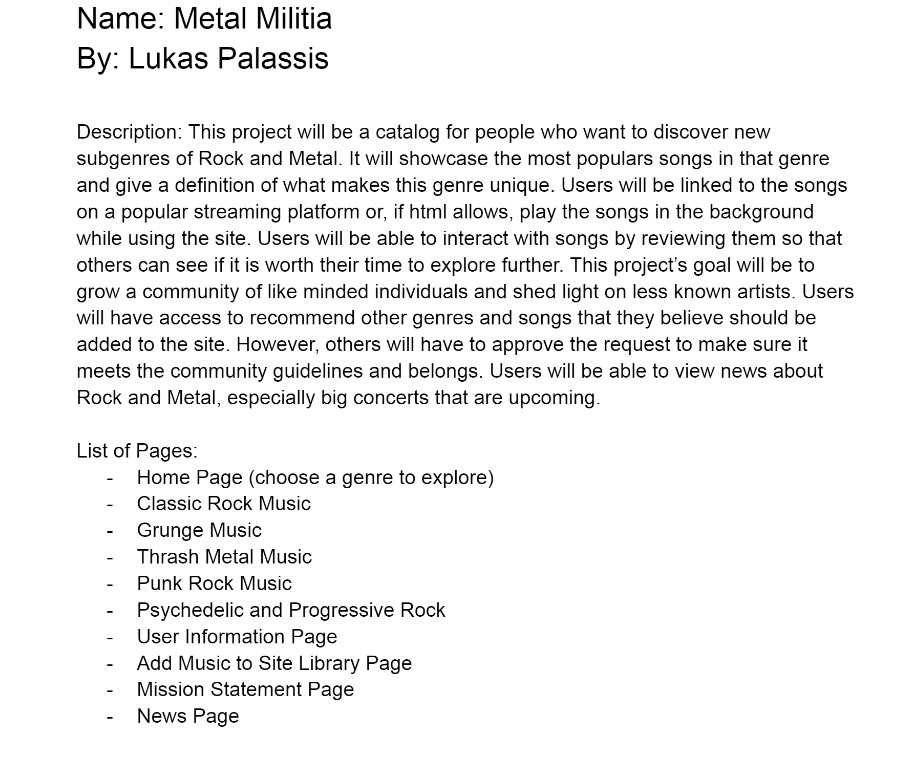 Name: Metal Militia
By: Lukas Palassis
Description: This project will be a catalog for people who want to discover new
subgenres of Rock and Metal. It will showcase the most populars songs in that genre
and give a definition of what makes this genre unique. Users will be linked to the songs
on a popular streaming platform or, if html allows, play the songs in the background
while using the site. Users will be able to interact with songs by reviewing them so that
others can see if it is worth their time to explore further. This project's goal will be to
grow a community of like minded individuals and shed light on less known artists. Users
will have access to recommend other genres and songs that they believe should be
added to the site. However, others will have to approve the request to make sure it
meets the community guidelines and belongs. Users will be able to view news about
Rock and Metal, especially big concerts that are upcoming.
List of Pages:
- Home Page (choose a genre to explore)
- Classic Rock Music
- Grunge Music
- Thrash Metal Music
- Punk Rock Music
- Psychedelic and Progressive Rock
- User Information Page
- Add Music to Site Library Page
- Mission Statement Page
- News Page